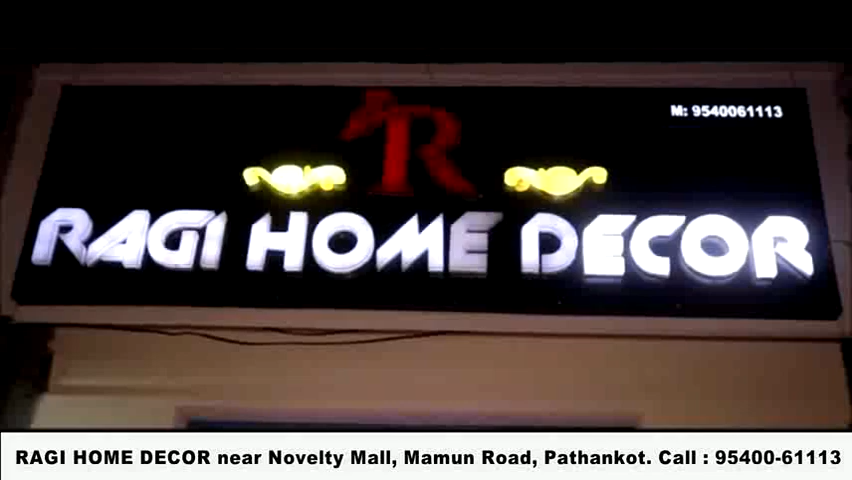 R
M: 9540061113
RAGI HOME DECOR
RAGI HOME DECOR near Novelty Mall, Mamun Road, Pathankot. Call : 95400-61113